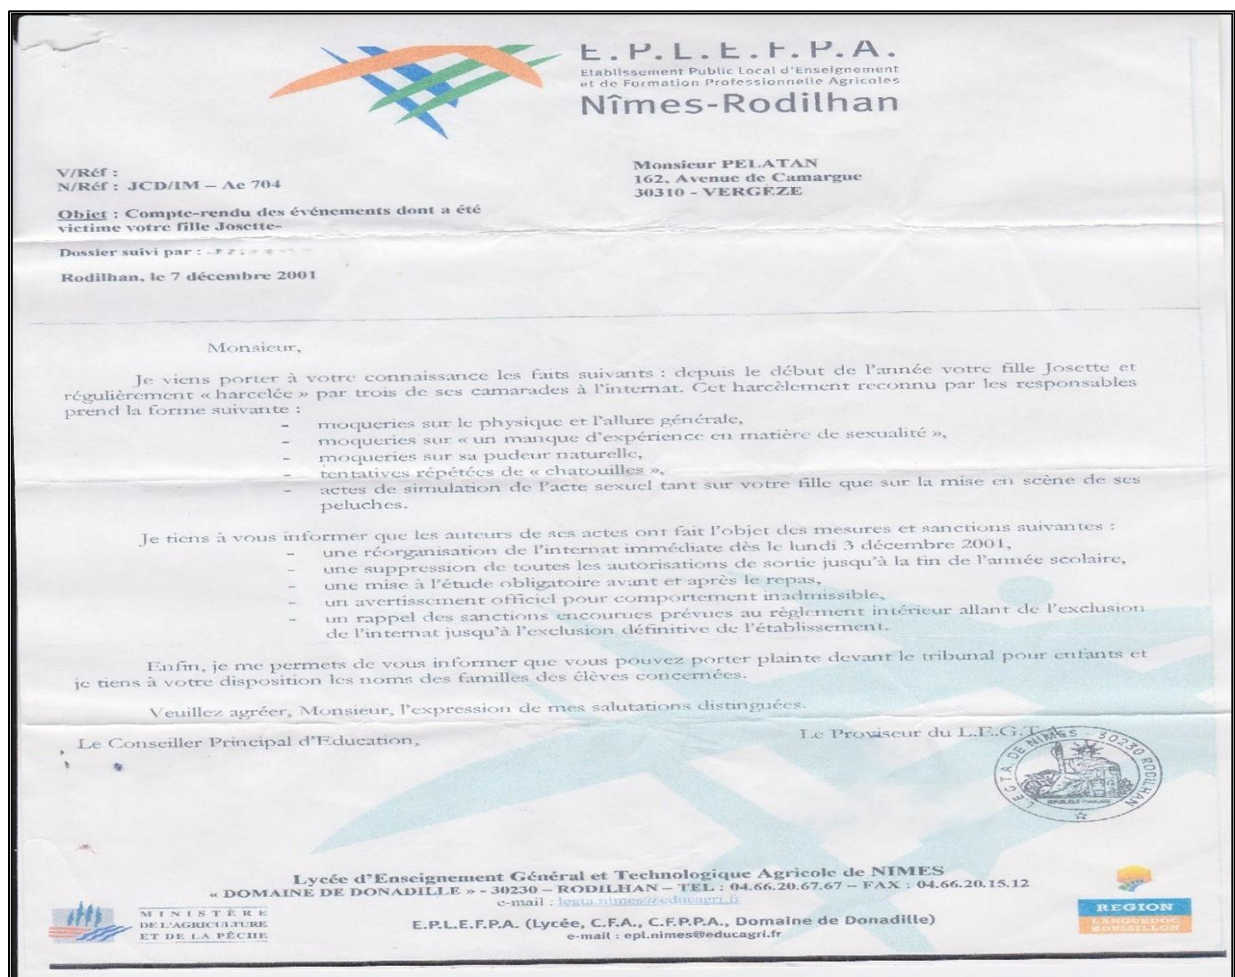 E.P.L.E.F.P.A.
Etablissement Public Local d'Enseignement
et de Formation Professionnelle Agricoles
Nîmes-Rodilhan
V/Réf :
N/Réf : JCD/IM – Ac 704
Monsieur PELATAN
162, Avenue de Camargue
30310 - VERGÈZE
Objet : Compte-rendu des événements dont a été
victime votre fille Josette-
Dossier suivi par :
Rodilhan, le 7 décembre 2001
Monsieur,
Je viens porter à votre connaissance les faits suivants : depuis le début de l'année votre fille Josette et
régulièrement « harcelée » par trois de ses camarades à l'internat. Cet harcèlement reconnu par les responsables
prend la forme suivante :
- moqueries sur le physique et l'allure générale,
- moqueries sur « un manque d'expérience en matière de sexualité »,
- moqueries sur sa pudeur naturelle,
- tentatives répétées de « chatouilles »,
- actes de simulation de l'acte sexuel tant sur votre fille que sur la mise en scène de ses
peluches.
Je tiens à vous informer que les auteurs de ses actes ont fait l'objet des mesures et sanctions suivantes :
- une réorganisation de l'internat immédiate dès le lundi 3 décembre 2001,
- une suppression de toutes les autorisations de sortie jusqu'à la fin de l'année scolaire,
- une mise à l'étude obligatoire avant et après le repas,
- un avertissement officiel pour comportement inadmissible,
- un rappel des sanctions encourues prévues au règlement intérieur allant de l'exclusion
de l'internat jusqu'à l'exclusion définitive de l'établissement.
Enfin, je me permets de vous informer que vous pouvez porter plainte devant le tribunal pour enfants et
je tiens à votre disposition les noms des familles des élèves concernées.
Veuillez agréer, Monsieur, l'expression de mes salutations distinguées.
Le Conseiller Principal d'Education,
Le Proviseur du L.E.G.T.A.
L.E.G.T.A. DE NIMES - 30230 RODILHAN
Lycée d'Enseignement Général et Technologique Agricole de NIMES
« DOMAINE DE DONADILLE » - 30230 – RODILHAN – TEL : 04.66.20.67.67 – FAX : 04.66.20.15.12
e-mail : legta.nimes@educagri.fr
E.P.L.E.F.P.A. (Lycée, C.F.A., C.F.P.P.A., Domaine de Donadille)
e-mail : epl.nimes@educagri.fr
MINISTÈRE
DE L'AGRICULTURE
ET DE LA PÊCHE
REGION
LANGUEDOC
ROUSSILLON